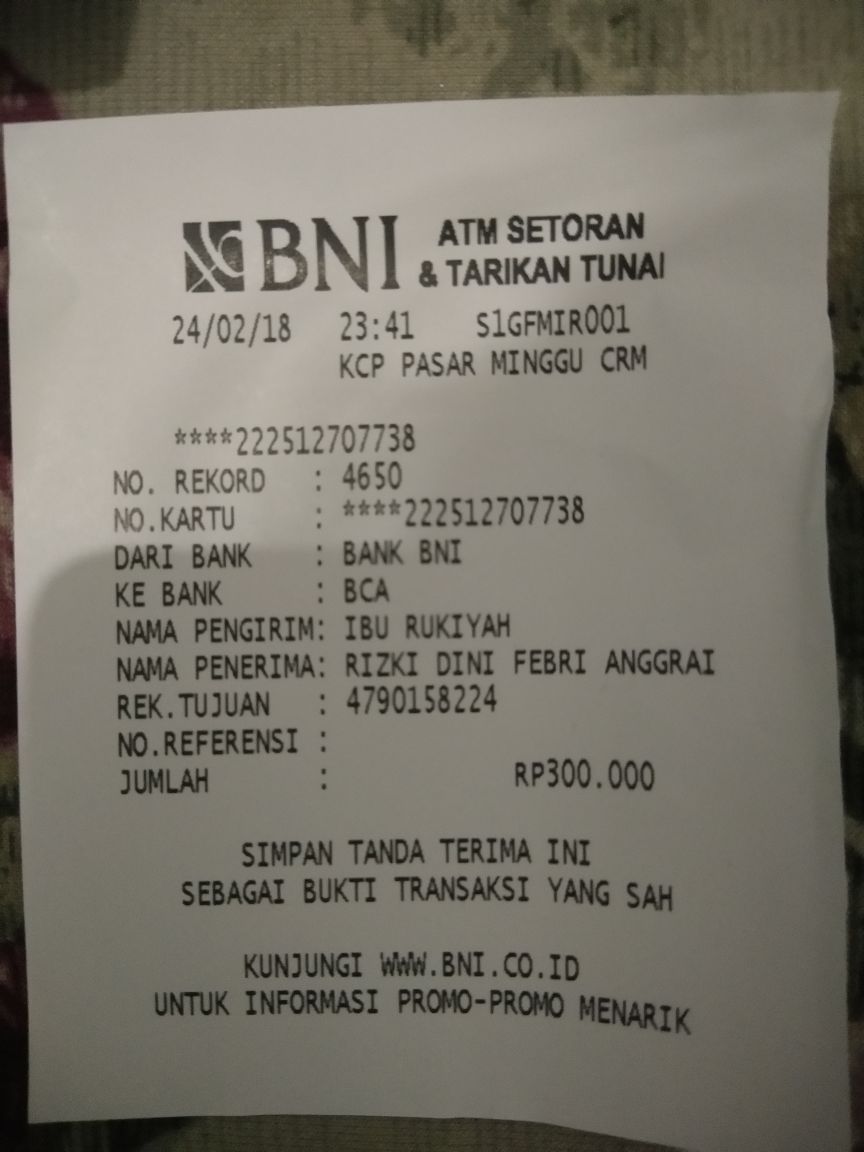 BNI ATM SETORAN
& TARIKAN TUNAI
24/02/18 23:41 S1GFMIR001
KCP PASAR MINGGU CRM
****222512707738
NO. REKORD : 4650
NO.KARTU : ****222512707738
DARI BANK : BANK BNI
KE BANK : BCA
NAMA PENGIRIM: IBU RUKIYAH
NAMA PENERIMA: RIZKI DINI FEBRI ANGGRAI
REK.TUJUAN : 4790158224
NO.REFERENSI :
JUMLAH : RP300.000
SIMPAN TANDA TERIMA INI
SEBAGAI BUKTI TRANSAKSI YANG SAH
KUNJUNGI WWW.BNI.CO.ID
UNTUK INFORMASI PROMO-PROMO MENARIK